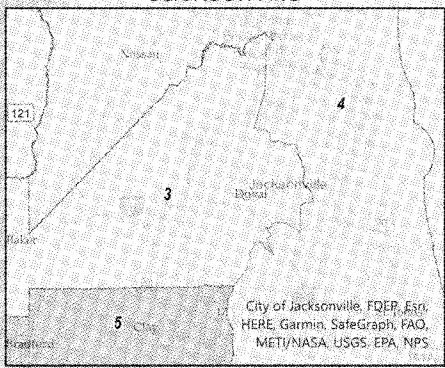 Nassau
121
4
3
Jacksonville
Duval
Baker
5
Clay
Bradford
City of Jacksonville, FDEP, Esri,
HERE, Garmin, SafeGraph, FAO,
METI/NASA, USGS, EPA, NPS